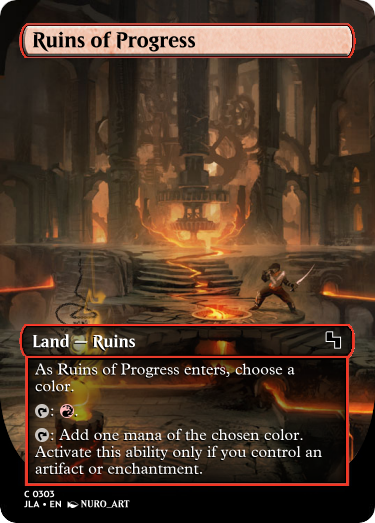 Ruins of Progress
Land — Ruins
As Ruins of Progress enters, choose a
color.
: .
: Add one mana of the chosen color.
Activate this ability only if you control an
artifact or enchantment.
C 0303
JLA • EN NURO_ART